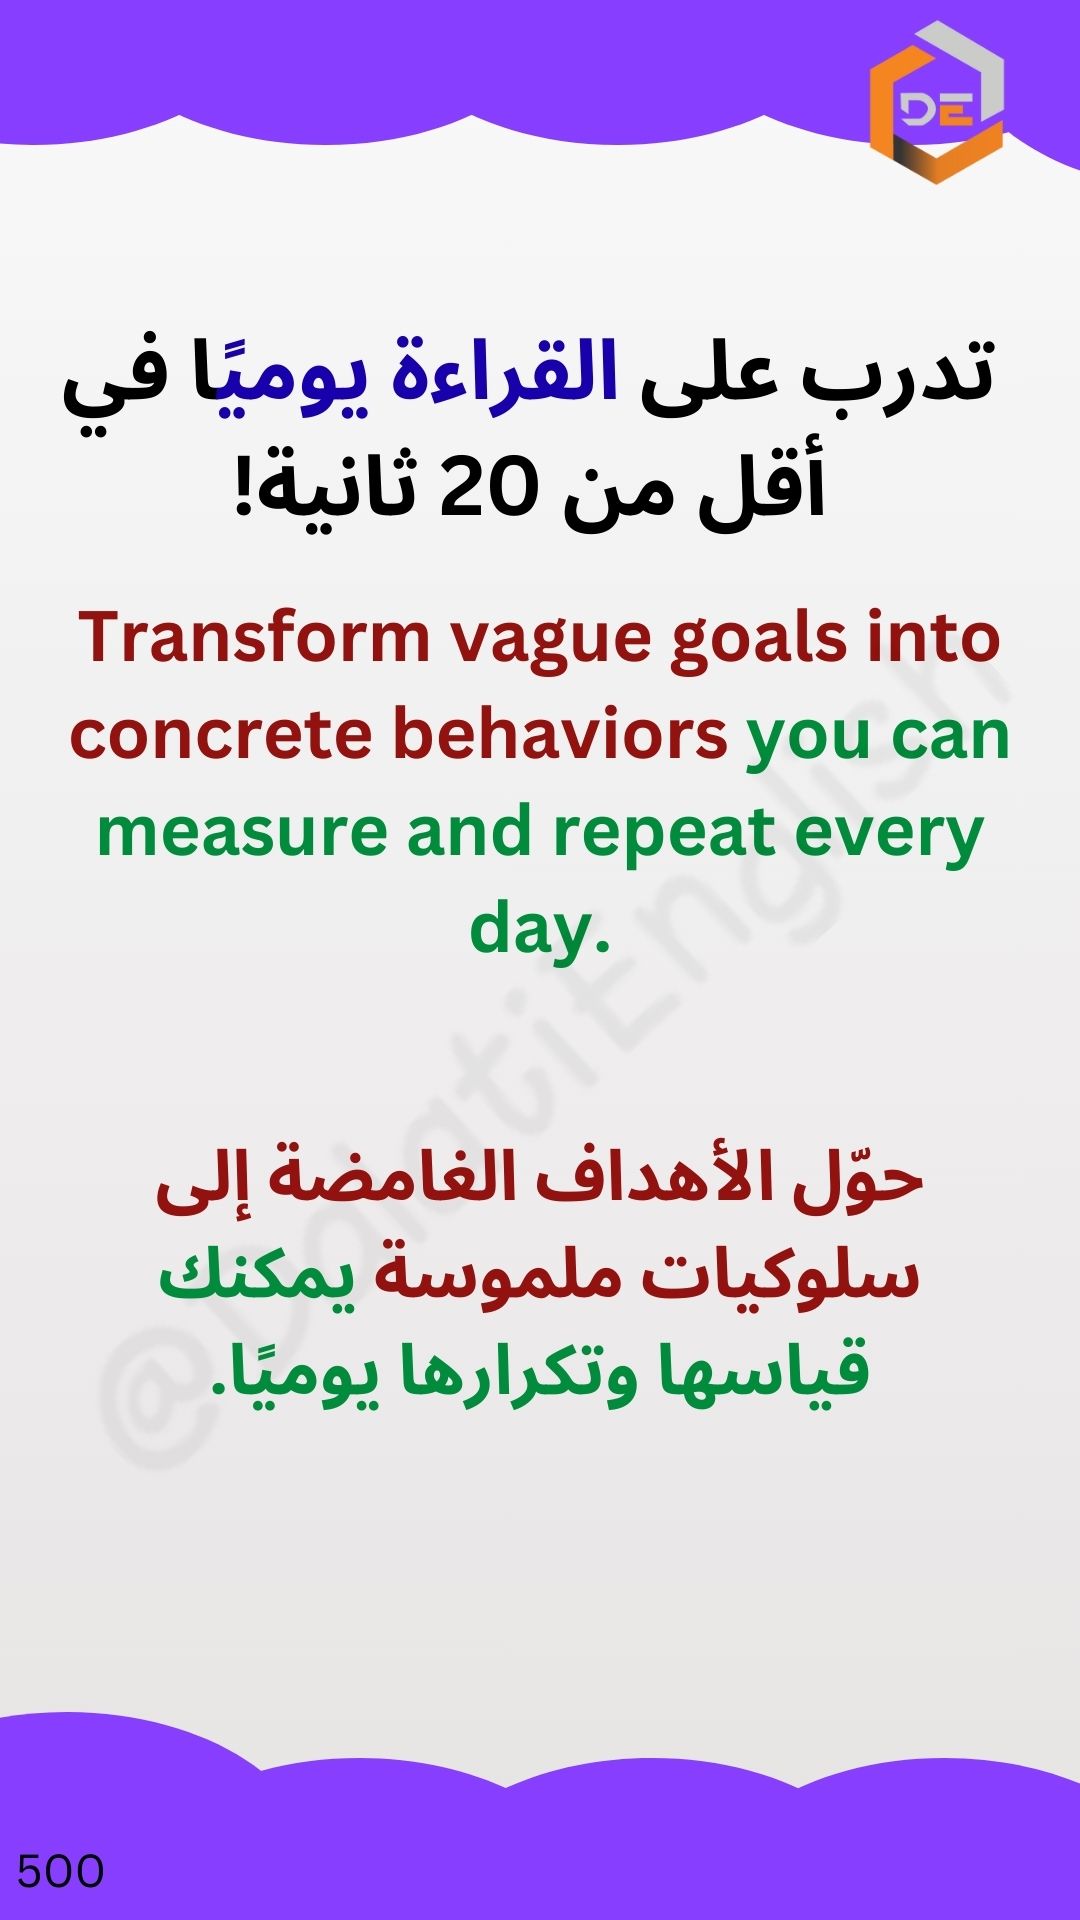 DE
تدرب على القراءة يوميًا في
أقل من 20 ثانية!
Transform vague goals into
concrete behaviors you can
measure and repeat every
day.
@DalatiEnglish
حوّل الأهداف الغامضة إلى
سلوكيات ملموسة يمكنك
قياسها وتكرارها يوميًا.
500